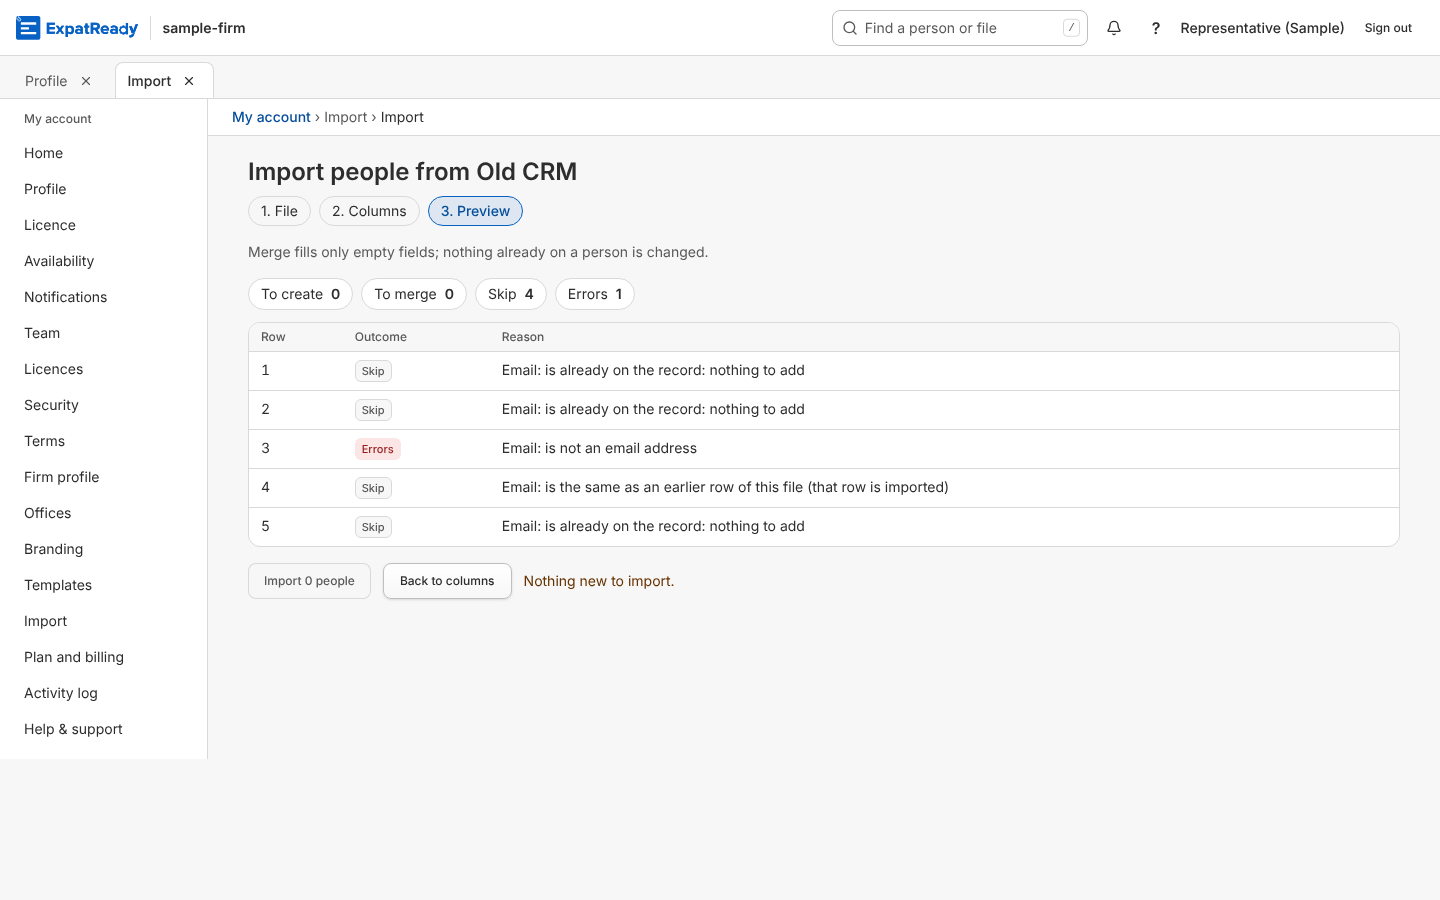 ExpatReady sample-firm Find a person or file / ? Representative (Sample) Sign out
Profile × Import ×
My account
Home
Profile
Licence
Availability
Notifications
Team
Licences
Security
Terms
Firm profile
Offices
Branding
Templates
Import
Plan and billing
Activity log
Help & support
My account › Import › Import
Import people from Old CRM
1. File 2. Columns 3. Preview
Merge fills only empty fields; nothing already on a person is changed.
To create 0 To merge 0 Skip 4 Errors 1
Row Outcome Reason
1 Skip Email: is already on the record: nothing to add
2 Skip Email: is already on the record: nothing to add
3 Errors Email: is not an email address
4 Skip Email: is the same as an earlier row of this file (that row is imported)
5 Skip Email: is already on the record: nothing to add
Import 0 people Back to columns Nothing new to import.